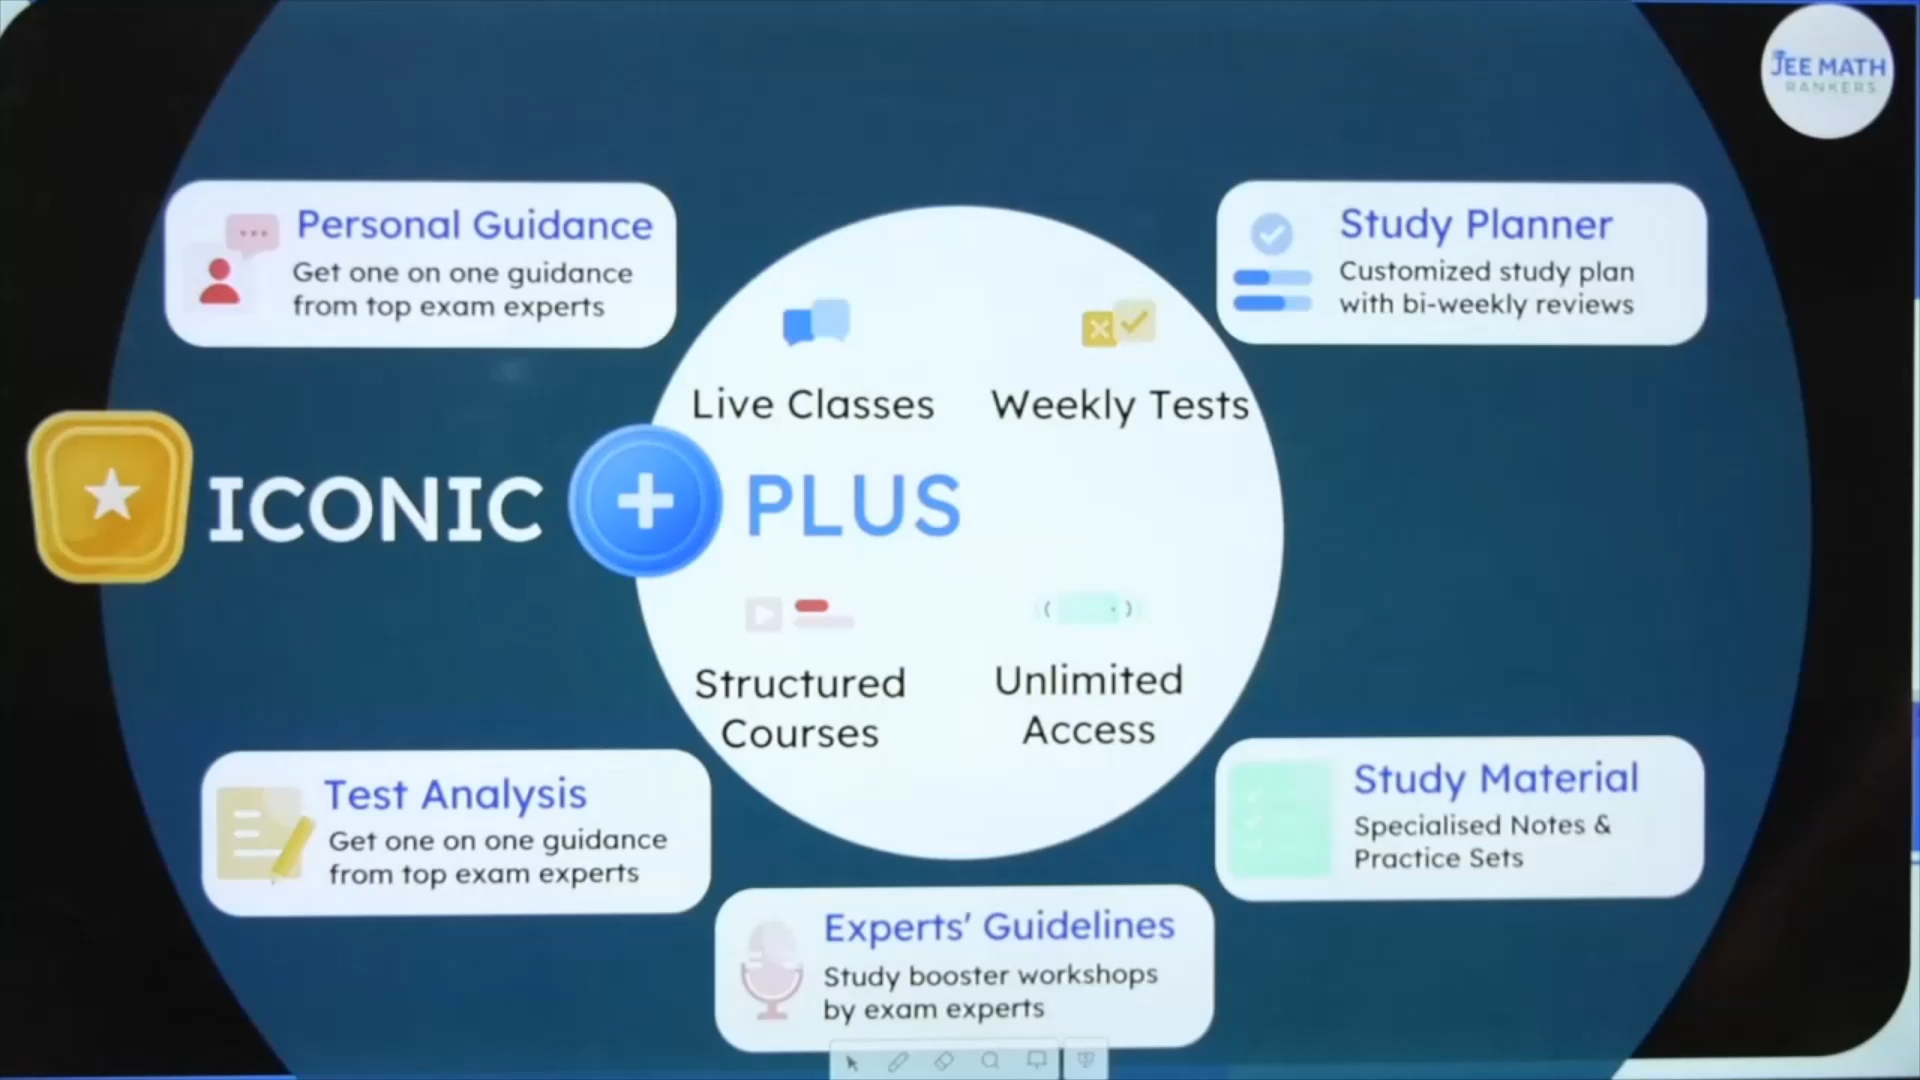 JEE MATH
RANKERS
Personal Guidance
Get one on one guidance
from top exam experts
Study Planner
Customized study plan
with bi-weekly reviews
Live Classes
Weekly Tests
ICONIC
PLUS
Structured
Courses
Unlimited
Access
Test Analysis
Get one on one guidance
from top exam experts
Study Material
Specialised Notes &
Practice Sets
Experts' Guidelines
Study booster workshops
by exam experts